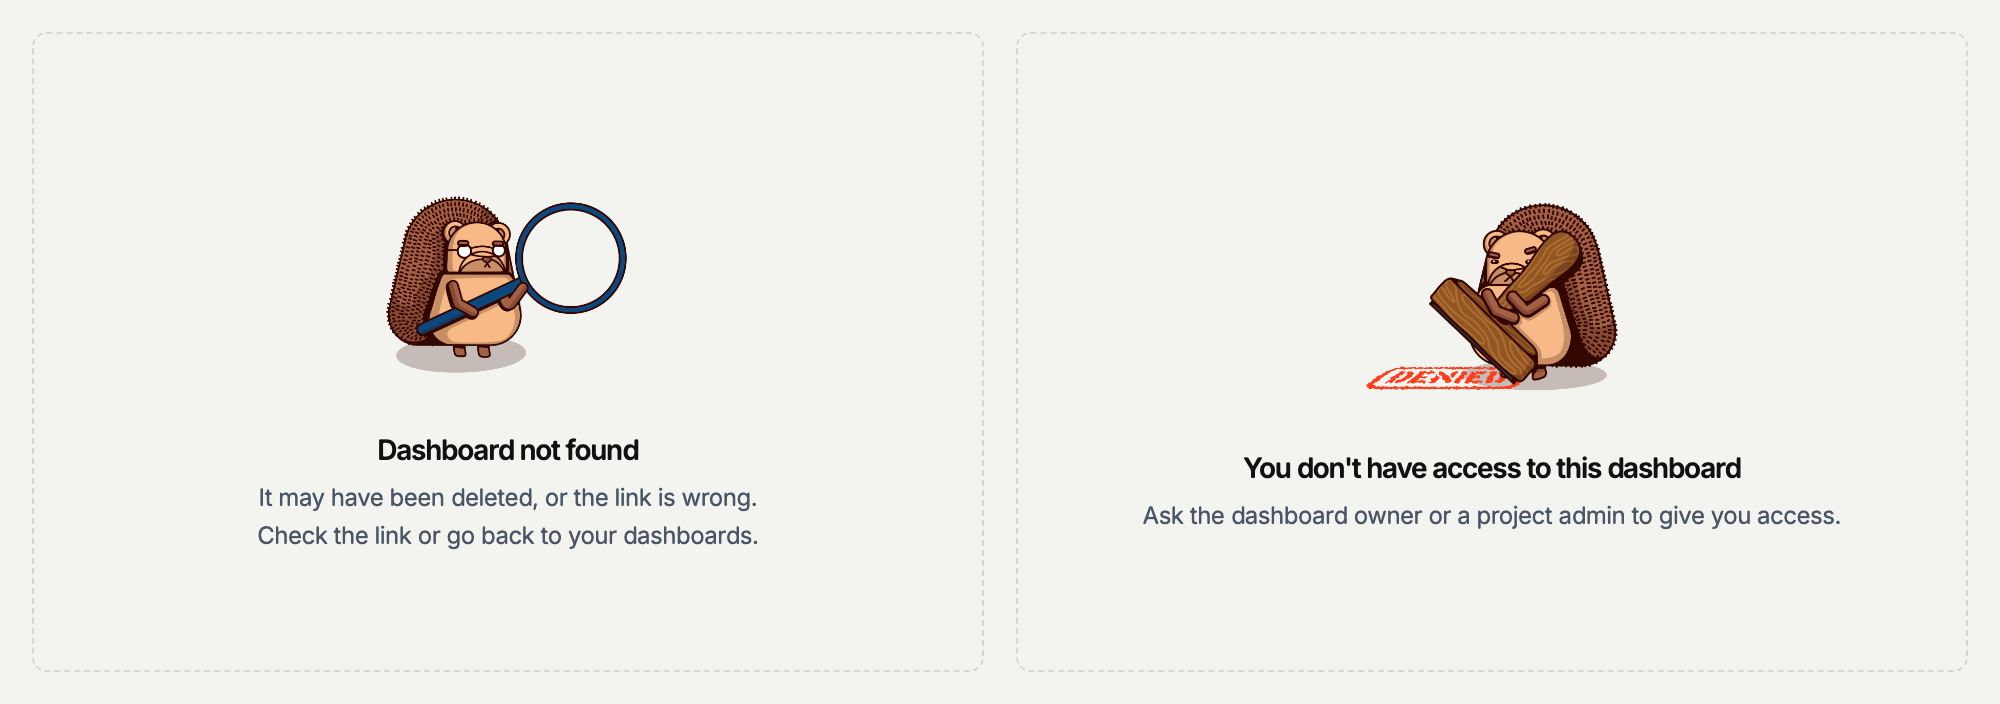 Dashboard not found
It may have been deleted, or the link is wrong.
Check the link or go back to your dashboards.
DENIED
You don't have access to this dashboard
Ask the dashboard owner or a project admin to give you access.